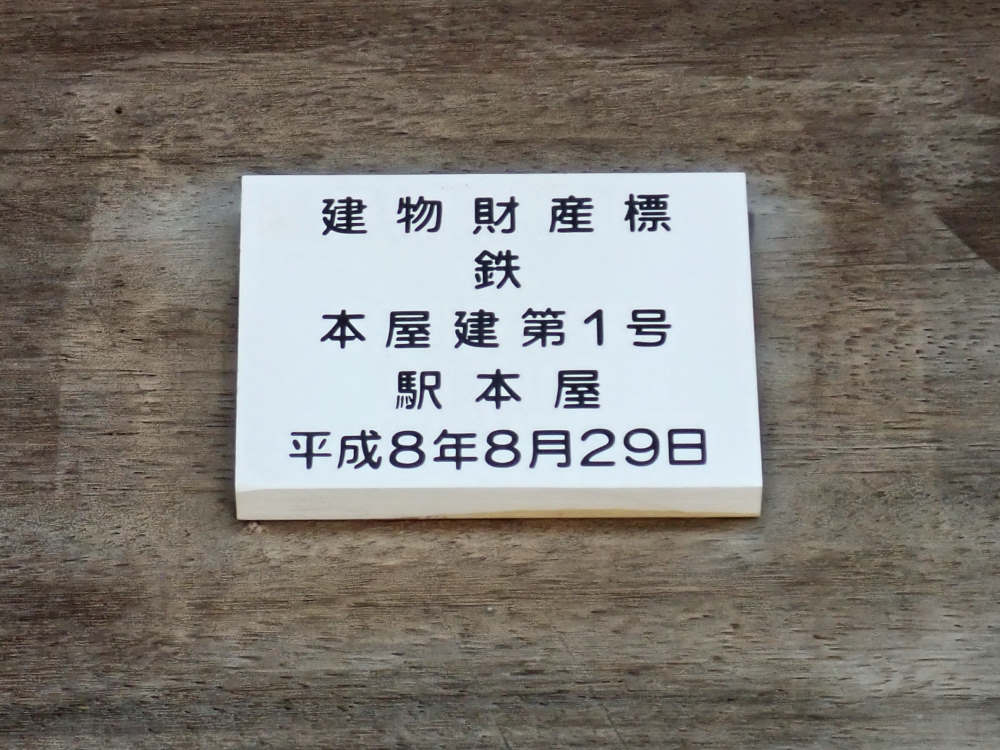 建物財産標
鉄
本屋建第1号
駅本屋
平成8年8月29日